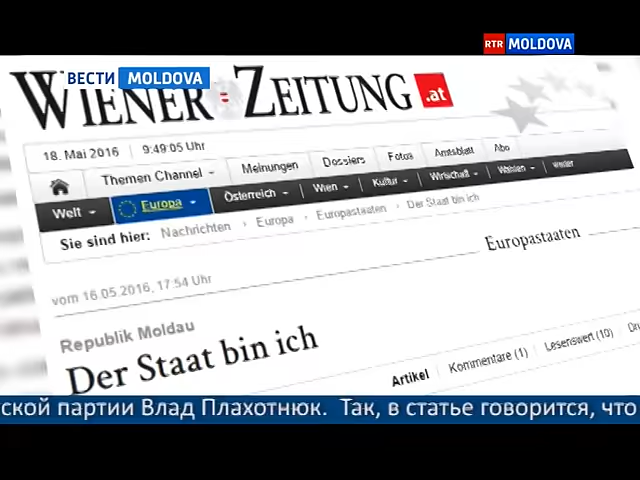 RTR MOLDOVA
ВЕСТИ MOLDOVA
WIENER ZEITUNG .at
18. Mai 2016 9:49:05 Uhr
Themen Channel Meinungen Dossiers Fotos Amtsblatt Abo
Welt Europa Österreich Wien Kultur Wirtschaft Wahlen
Sie sind hier: Nachrichten › Europa › Europastaaten › Der Staat bin ich
Europastaaten
vom 16.05.2016, 17:54 Uhr
Republik Moldau
Der Staat bin ich
Artikel Kommentare (1) Lesenswert (10)
ской партии Влад Плахотнюк. Так, в статье говорится, что